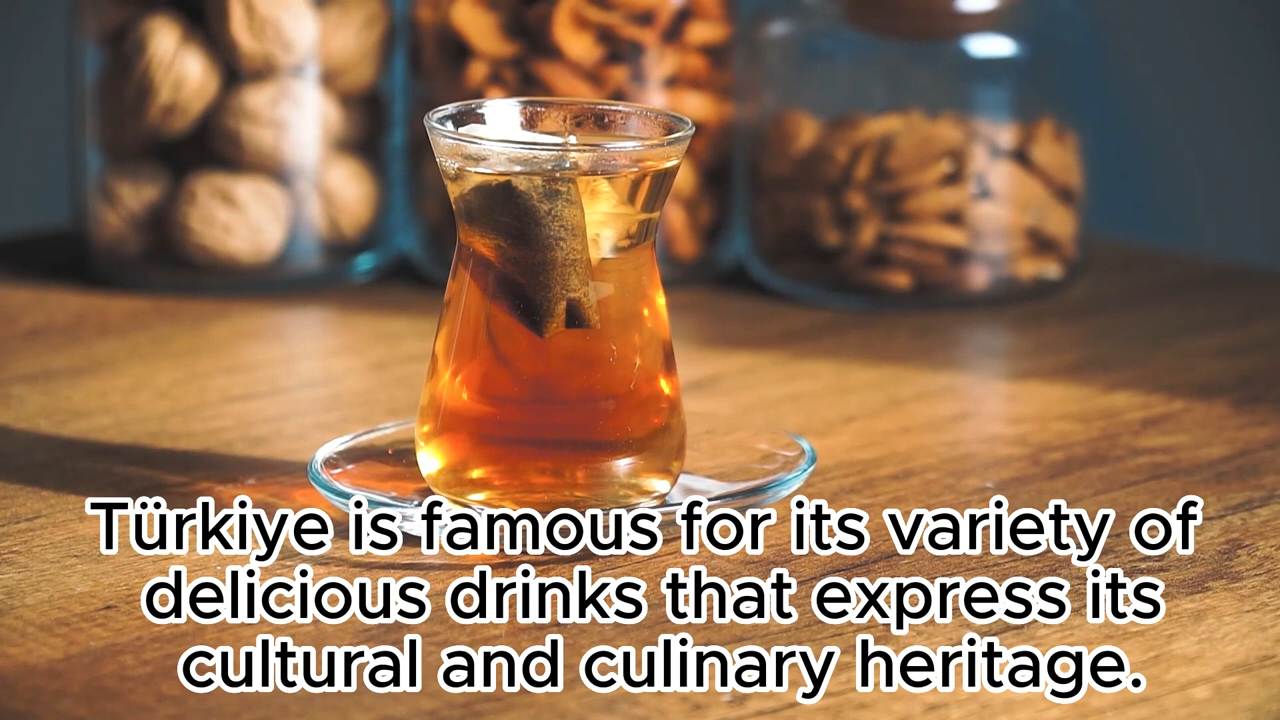 Türkiye is famous for its variety of
delicious drinks that express its
cultural and culinary heritage.